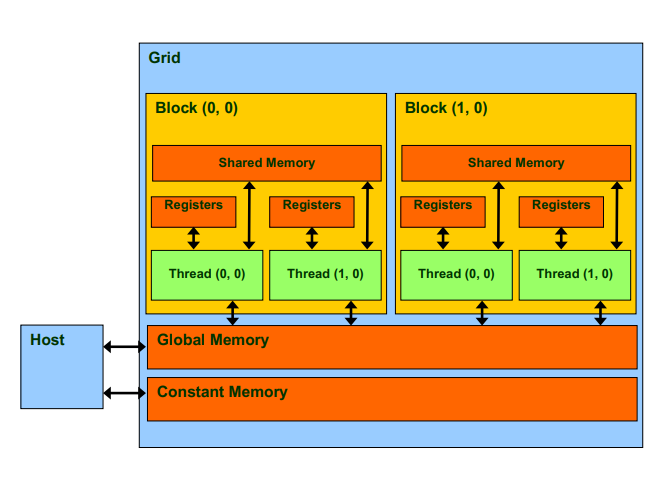 Grid
Block (0, 0)
Block (1, 0)
Shared Memory
Shared Memory
Registers
Registers
Registers
Registers
Thread (0, 0)
Thread (1, 0)
Thread (0, 0)
Thread (1, 0)
Host
Global Memory
Constant Memory